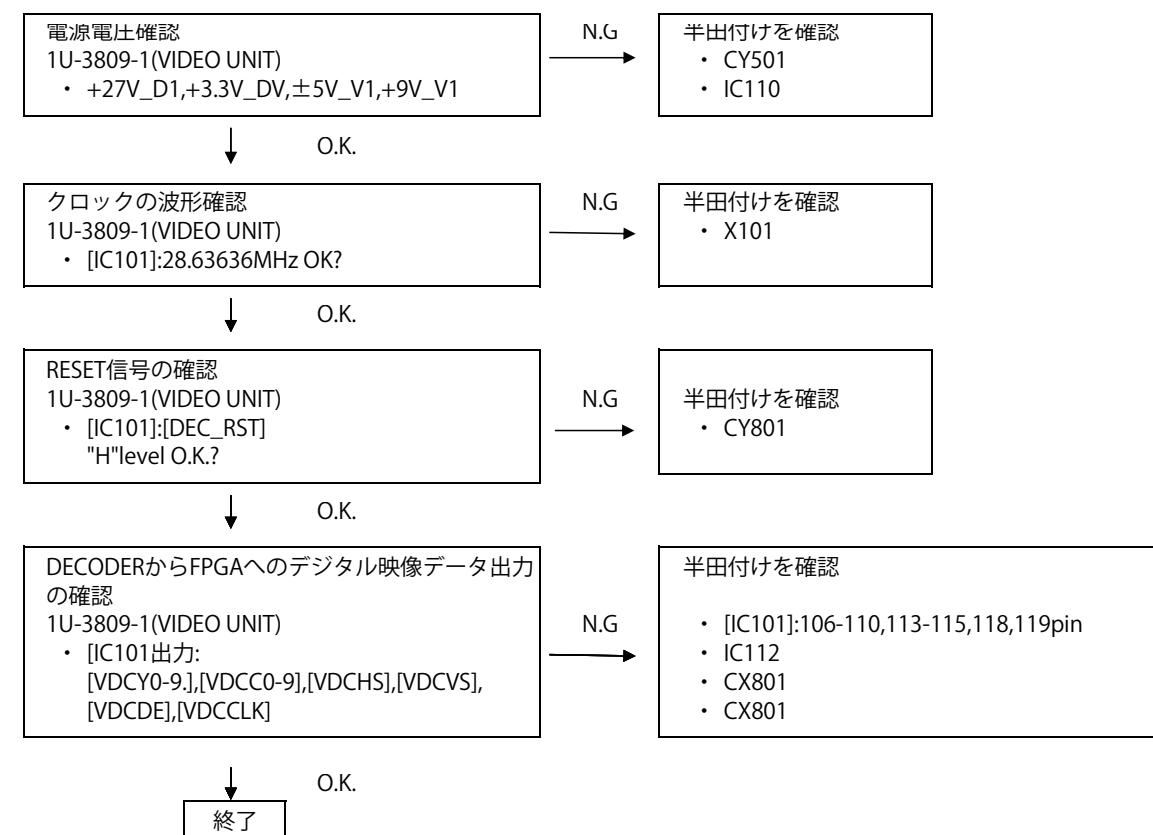 電源電圧確認
1U-3809-1(VIDEO UNIT)
・ +27V_D1,+3.3V_DV,±5V_V1,+9V_V1
N.G
半田付けを確認
・ CY501
・ IC110
O.K.
クロックの波形確認
1U-3809-1(VIDEO UNIT)
・ [IC101]:28.63636MHz OK?
N.G
半田付けを確認
・ X101
O.K.
RESET信号の確認
1U-3809-1(VIDEO UNIT)
・ [IC101]:[DEC_RST]
"H"level O.K.?
N.G
半田付けを確認
・ CY801
O.K.
DECODERからFPGAへのデジタル映像データ出力
の確認
1U-3809-1(VIDEO UNIT)
・ [IC101出力:
[VDCY0-9.],[VDCC0-9],[VDCHS],[VDCVS],
[VDCDE],[VDCCLK]
N.G
半田付けを確認
・ [IC101]:106-110,113-115,118,119pin
・ IC112
・ CX801
・ CX801
O.K.
終了